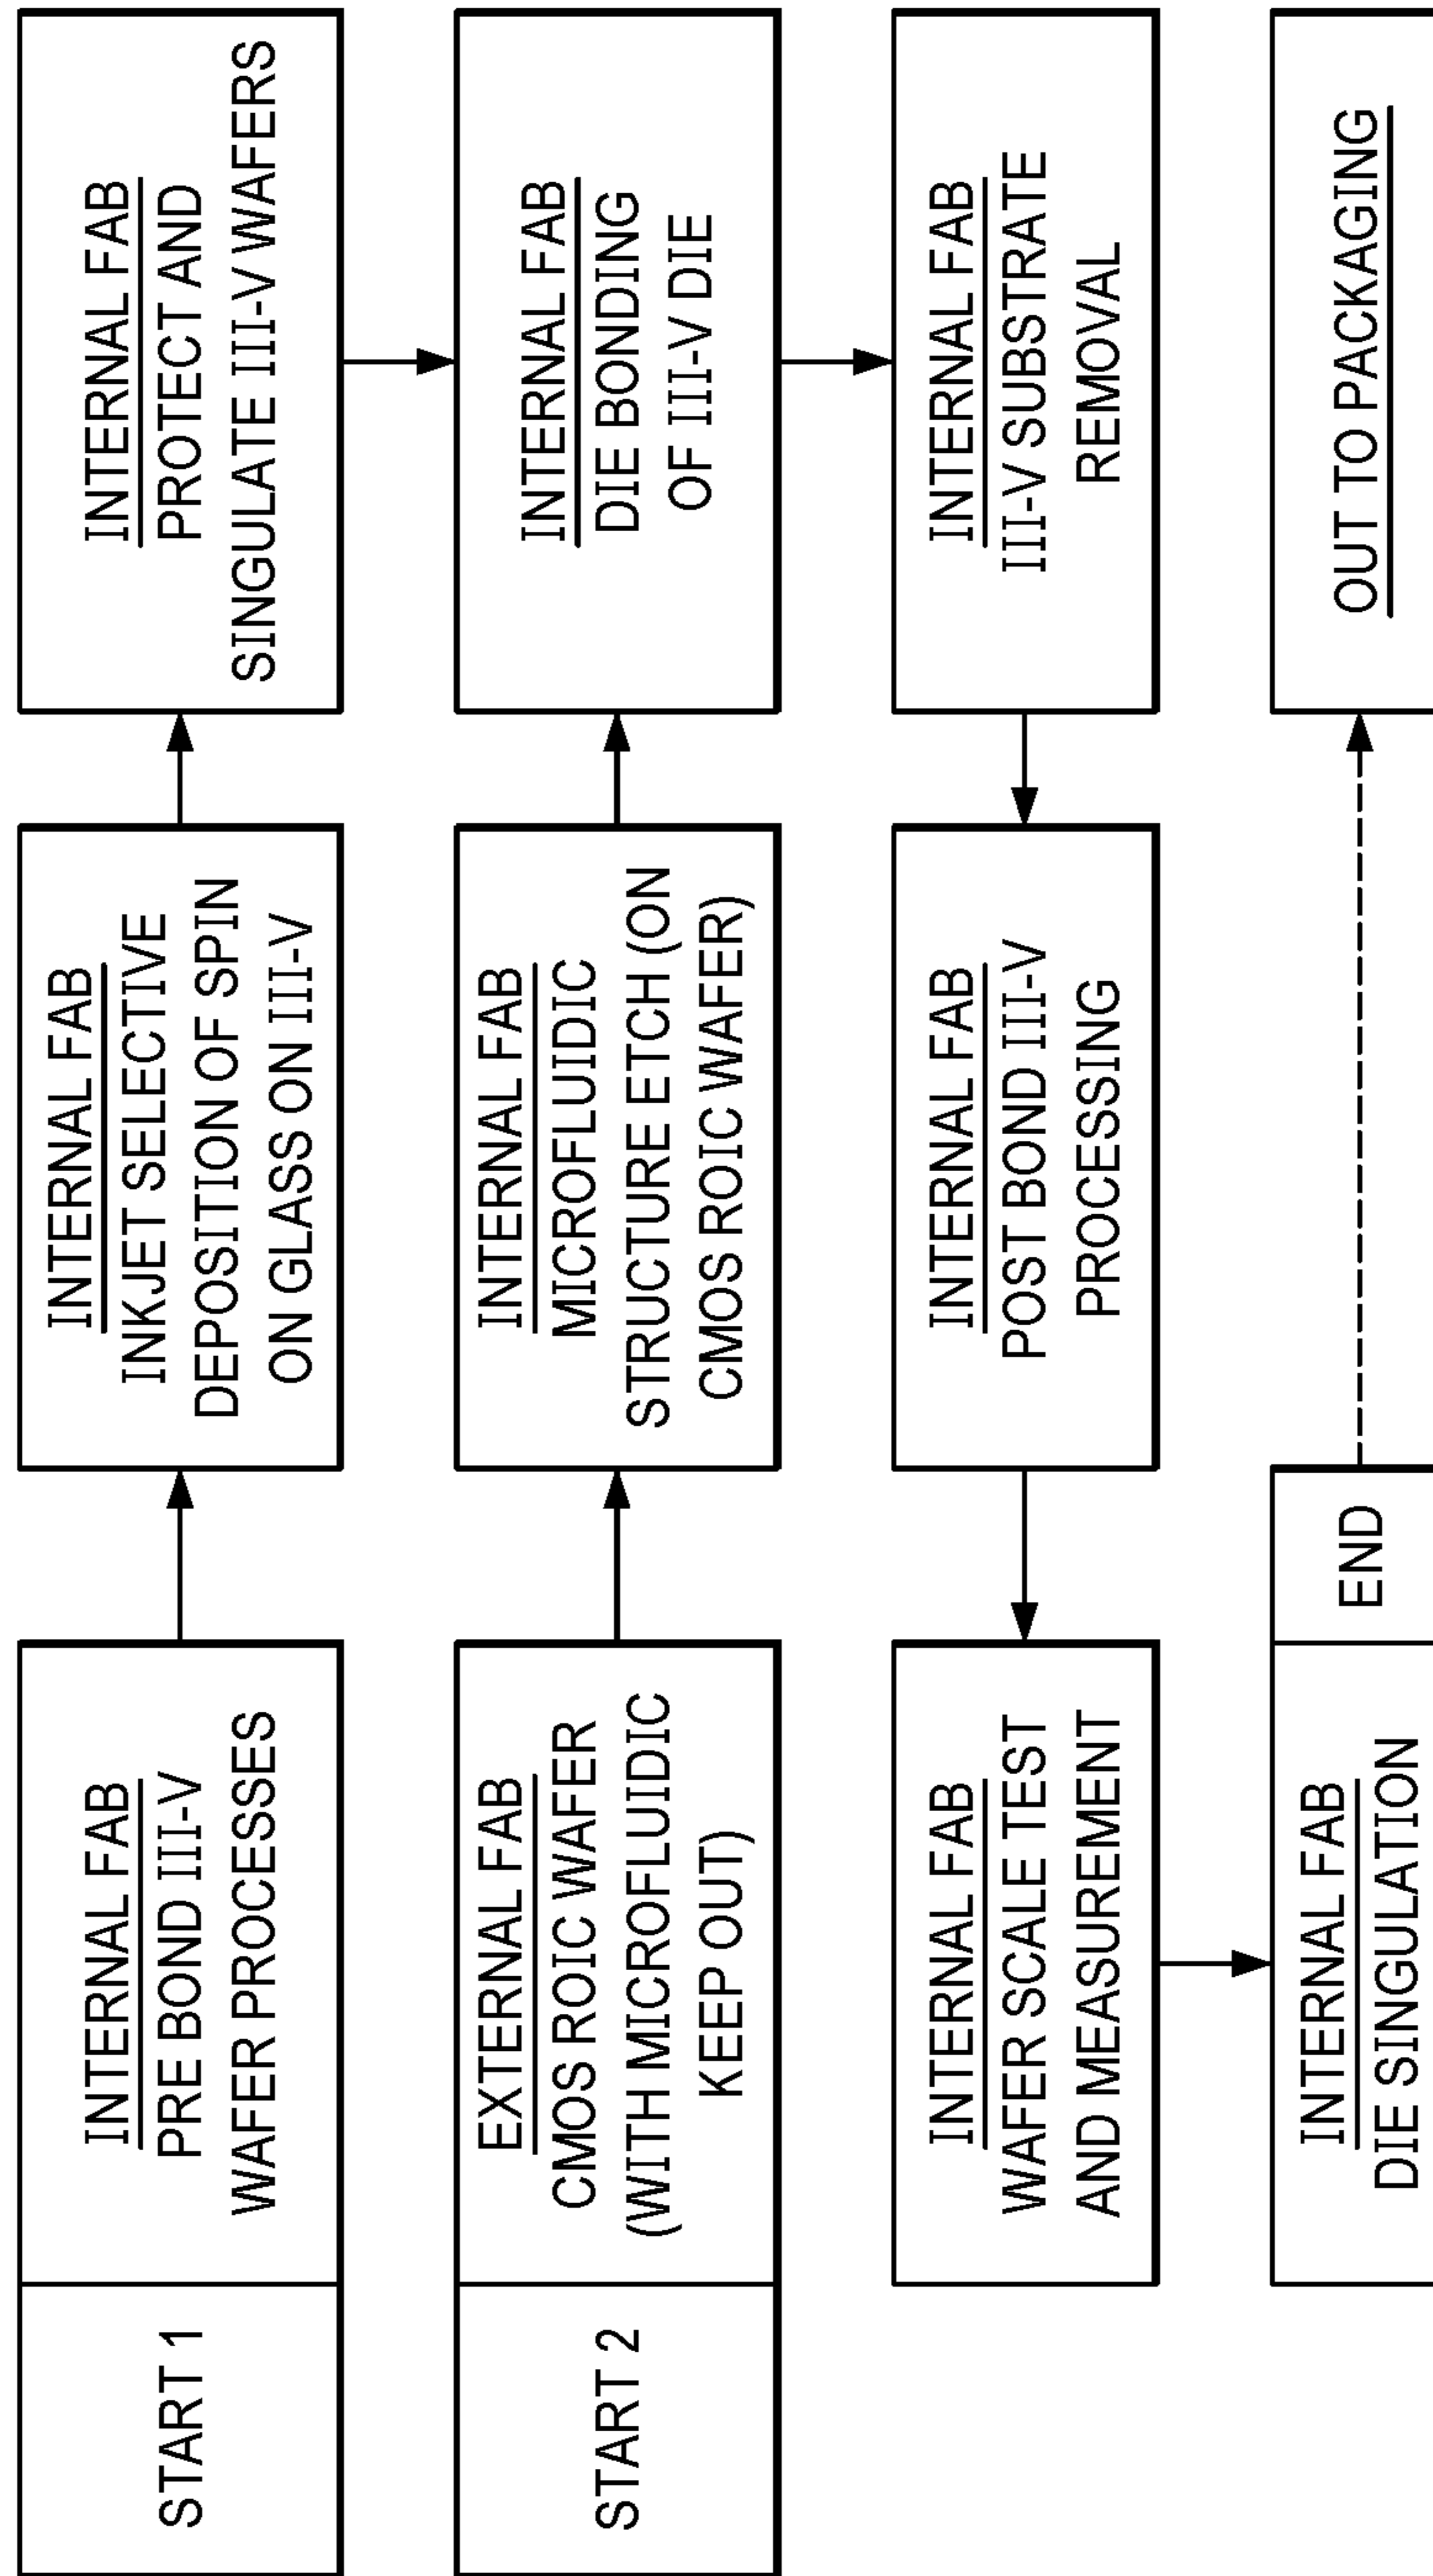 START 1
INTERNAL FAB
PRE BOND III-V
WAFER PROCESSES
INTERNAL FAB
INKJET SELECTIVE
DEPOSITION OF SPIN
ON GLASS ON III-V
INTERNAL FAB
PROTECT AND
SINGULATE III-V WAFERS
START 2
EXTERNAL FAB
CMOS ROIC WAFER
(WITH MICROFLUIDIC
KEEP OUT)
INTERNAL FAB
MICROFLUIDIC
STRUCTURE ETCH (ON
CMOS ROIC WAFER)
INTERNAL FAB
DIE BONDING
OF III-V DIE
INTERNAL FAB
WAFER SCALE TEST
AND MEASUREMENT
INTERNAL FAB
POST BOND III-V
PROCESSING
INTERNAL FAB
III-V SUBSTRATE
REMOVAL
INTERNAL FAB
DIE SINGULATION
END
OUT TO PACKAGING